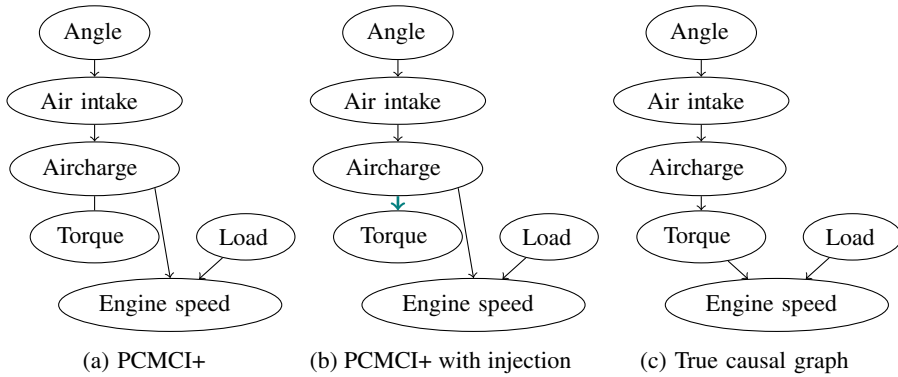 Angle
Air intake
Aircharge
Torque
Load
Engine speed
(a) PCMCI+
Angle
Air intake
Aircharge
Torque
Load
Engine speed
(b) PCMCI+ with injection
Angle
Air intake
Aircharge
Torque
Load
Engine speed
(c) True causal graph